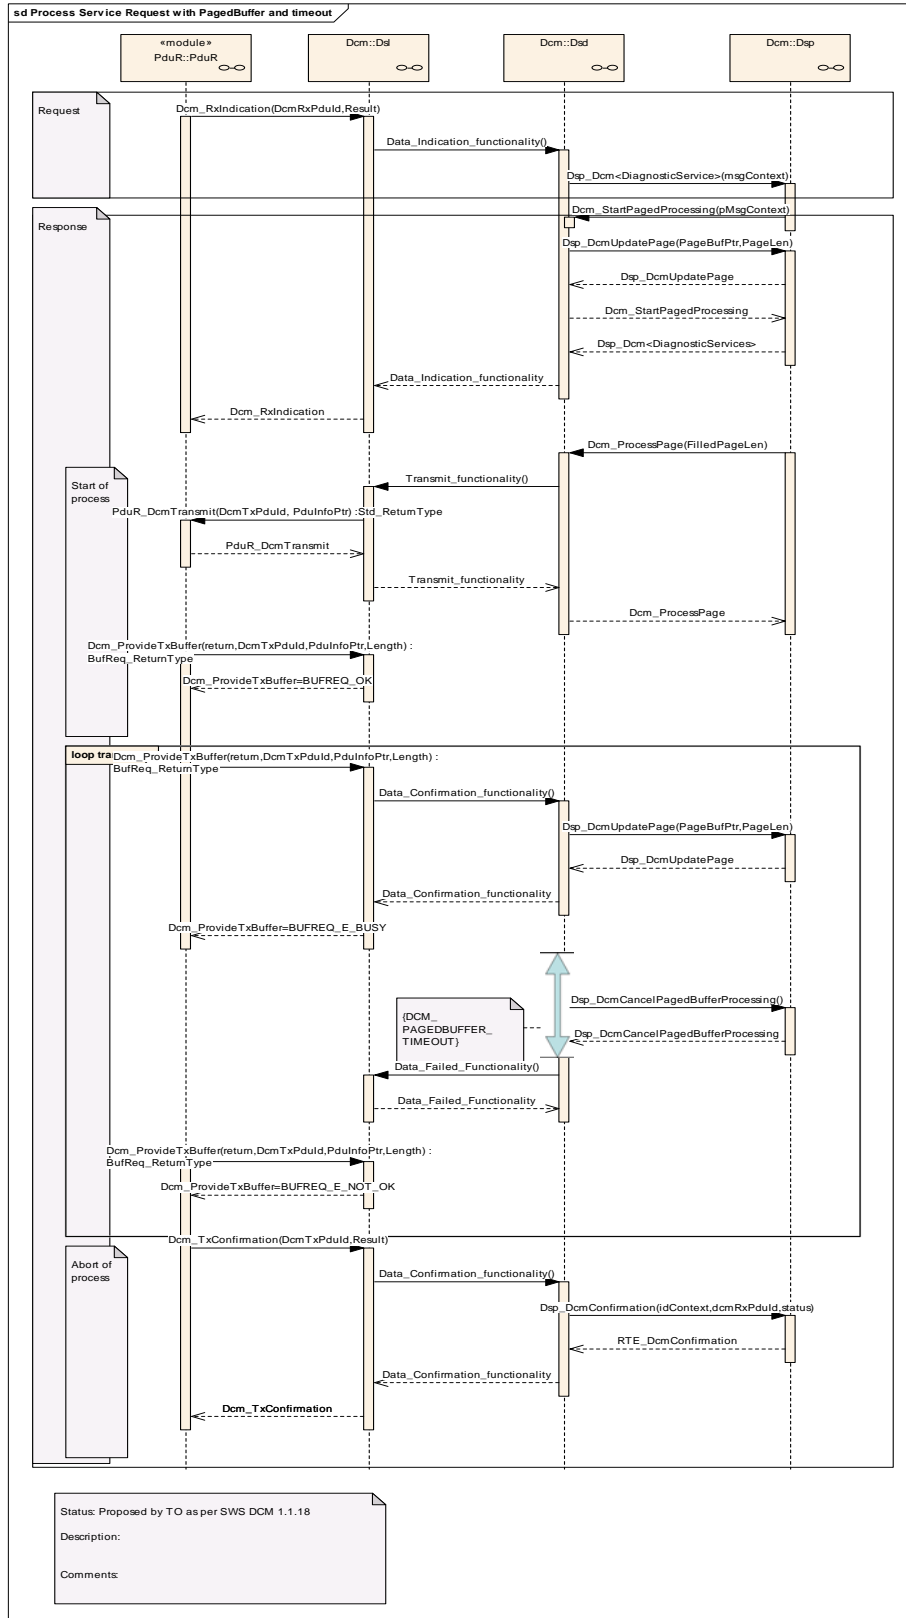 sd Process Service Request with PagedBuffer and timeout
«module»
PduR::PduR
Dcm::Dsl
Dcm::Dsd
Dcm::Dsp
Request
Dcm_RxIndication(DcmRxPduId,Result)
Data_Indication_functionality()
Dsp_Dcm<DiagnosticService>(msgContext)
Response
Dcm_StartPagedProcessing(pMsgContext)
Dsp_DcmUpdatePage(PageBufPtr,PageLen)
Dsp_DcmUpdatePage
Dcm_StartPagedProcessing
Dsp_Dcm<DiagnosticServices>
Data_Indication_functionality
Dcm_RxIndication
Dcm_ProcessPage(FilledPageLen)
Start of
process
Transmit_functionality()
PduR_DcmTransmit(DcmTxPduId, PduInfoPtr) :Std_ReturnType
PduR_DcmTransmit
Transmit_functionality
Dcm_ProcessPage
Dcm_ProvideTxBuffer(return,DcmTxPduId,PduInfoPtr,Length) :
BufReq_ReturnType
Dcm_ProvideTxBuffer=BUFREQ_OK
loop
Dcm_ProvideTxBuffer(return,DcmTxPduId,PduInfoPtr,Length) :
BufReq_ReturnType
Data_Confirmation_functionality()
Dsp_DcmUpdatePage(PageBufPtr,PageLen)
Dsp_DcmUpdatePage
Data_Confirmation_functionality
Dcm_ProvideTxBuffer=BUFREQ_E_BUSY
Dsp_DcmCancelPagedBufferProcessing()
{DCM_
PAGEDBUFFER_
TIMEOUT}
Dsp_DcmCancelPagedBufferProcessing
Data_Failed_Functionality()
Data_Failed_Functionality
Dcm_ProvideTxBuffer(return,DcmTxPduId,PduInfoPtr,Length) :
BufReq_ReturnType
Dcm_ProvideTxBuffer=BUFREQ_E_NOT_OK
Dcm_TxConfirmation(DcmTxPduId,Result)
Abort of
process
Data_Confirmation_functionality()
Dsp_DcmConfirmation(idContext,dcmRxPduId,status)
RTE_DcmConfirmation
Data_Confirmation_functionality
Dcm_TxConfirmation
Status: Proposed by TO as per SWS DCM 1.1.18
Description:
Comments: